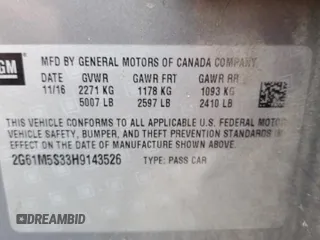 GM
MFD BY GENERAL MOTORS OF CANADA COMPANY
DATE GVWR GAWR FRT GAWR RR
11/16 2271 KG 1178 KG 1093 KG
5007 LB 2597 LB 2410 LB
THIS VEHICLE CONFORMS TO ALL APPLICABLE U.S. FEDERAL MOTOR
VEHICLE SAFETY, BUMPER, AND THEFT PREVENTION STANDARDS IN
EFFECT ON THE DATE OF MANUFACTURE SHOWN ABOVE.
2G61M5S33H9143526 TYPE: PASS CAR
DREAMBID